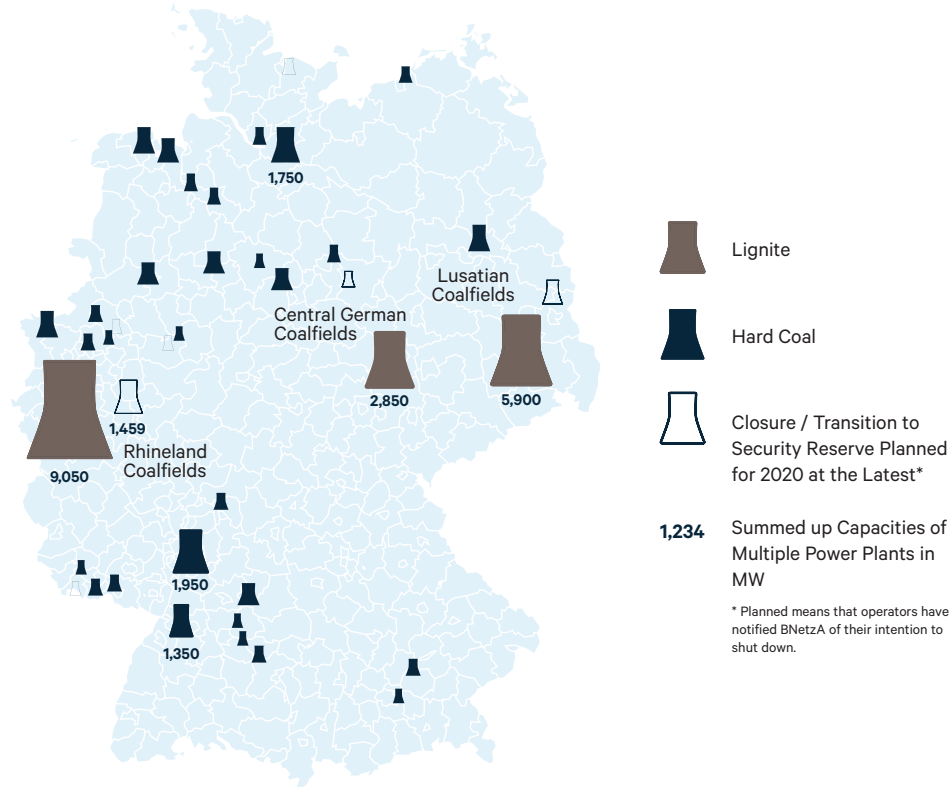 1,750
Lusatian
Coalfields
Central German
Coalfields
2,850
5,900
1,459
Rhineland
Coalfields
9,050
1,950
1,350
Lignite
Hard Coal
Closure / Transition to
Security Reserve Planned
for 2020 at the Latest*
1,234
Summed up Capacities of
Multiple Power Plants in
MW
* Planned means that operators have
notified BNetzA of their intention to
shut down.